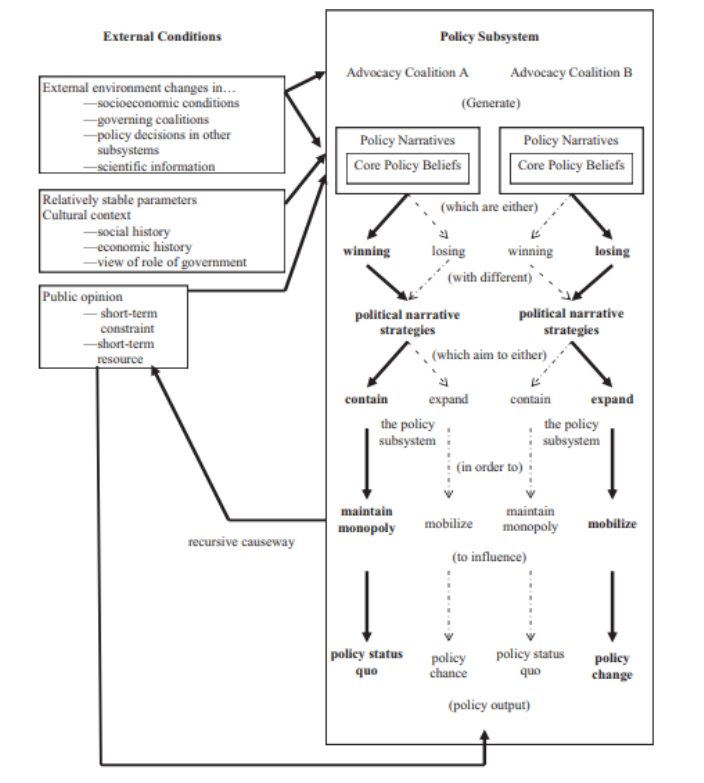 External Conditions
External environment changes in…
—socioeconomic conditions
—governing coalitions
—policy decisions in other
subsystems
—scientific information
Relatively stable parameters
Cultural context
—social history
—economic history
—view of role of government
Public opinion
— short-term
constraint
—short-term
resource
recursive causeway
Policy Subsystem
Advocacy Coalition A Advocacy Coalition B
(Generate)
Policy Narratives Policy Narratives
Core Policy Beliefs Core Policy Beliefs
(which are either)
winning losing winning losing
(with different)
political narrative political narrative
strategies strategies
(which aim to either)
contain expand contain expand
the policy the policy
subsystem subsystem
(in order to)
maintain maintain
monopoly mobilize monopoly mobilize
(to influence)
policy status policy policy status policy
quo chance quo change
(policy output)